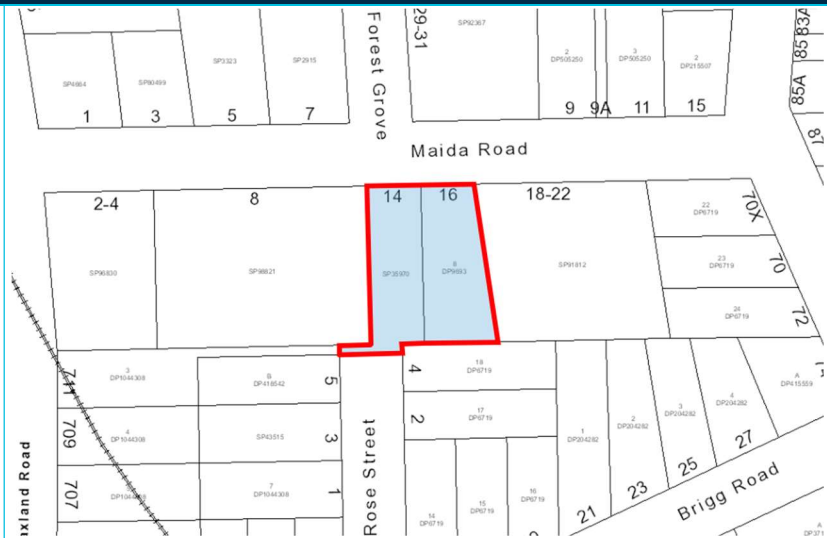 Forest Grove
29-31
SP92367
83A
85
85A
87
SP4864
SP80499
SP3323
SP2915
2
DP505250
3
DP505250
2
DP215507
1
3
5
7
9
9A
11
15
Maida Road
2-4
8
14
16
18-22
22
DP6719
70X
SP96830
SP98621
SP35970
8
DP9693
SP91812
23
DP6719
70
24
DP6719
72
711
3
DP1044308
B
DP418542
5
4
18
DP6719
A
DP415559
709
4
DP1044308
SP43515
3
2
17
DP6719
1
DP204282
2
DP204282
3
DP204282
4
DP204282
707
7
DP1044308
1
Rose Street
14
DP6719
15
DP6719
16
DP6719
21
23
25
27
Brigg Road
xland Road
A
DP371